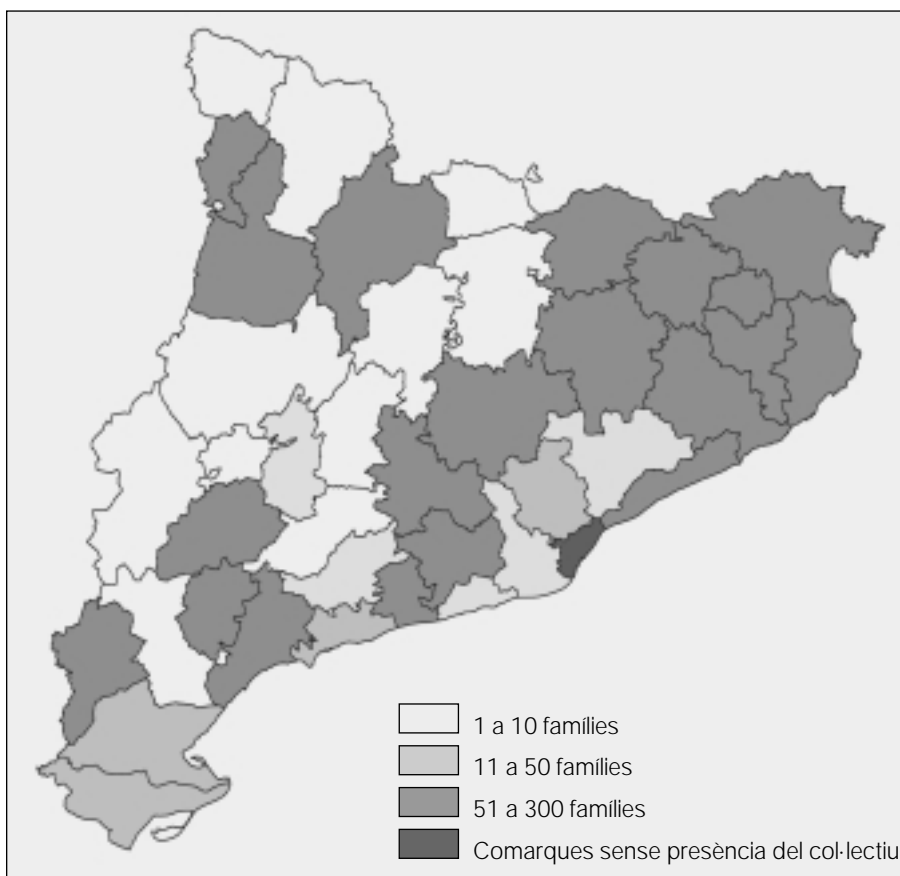 1 a 10 famílies
11 a 50 famílies
51 a 300 famílies
Comarques sense presència del col·lectiu